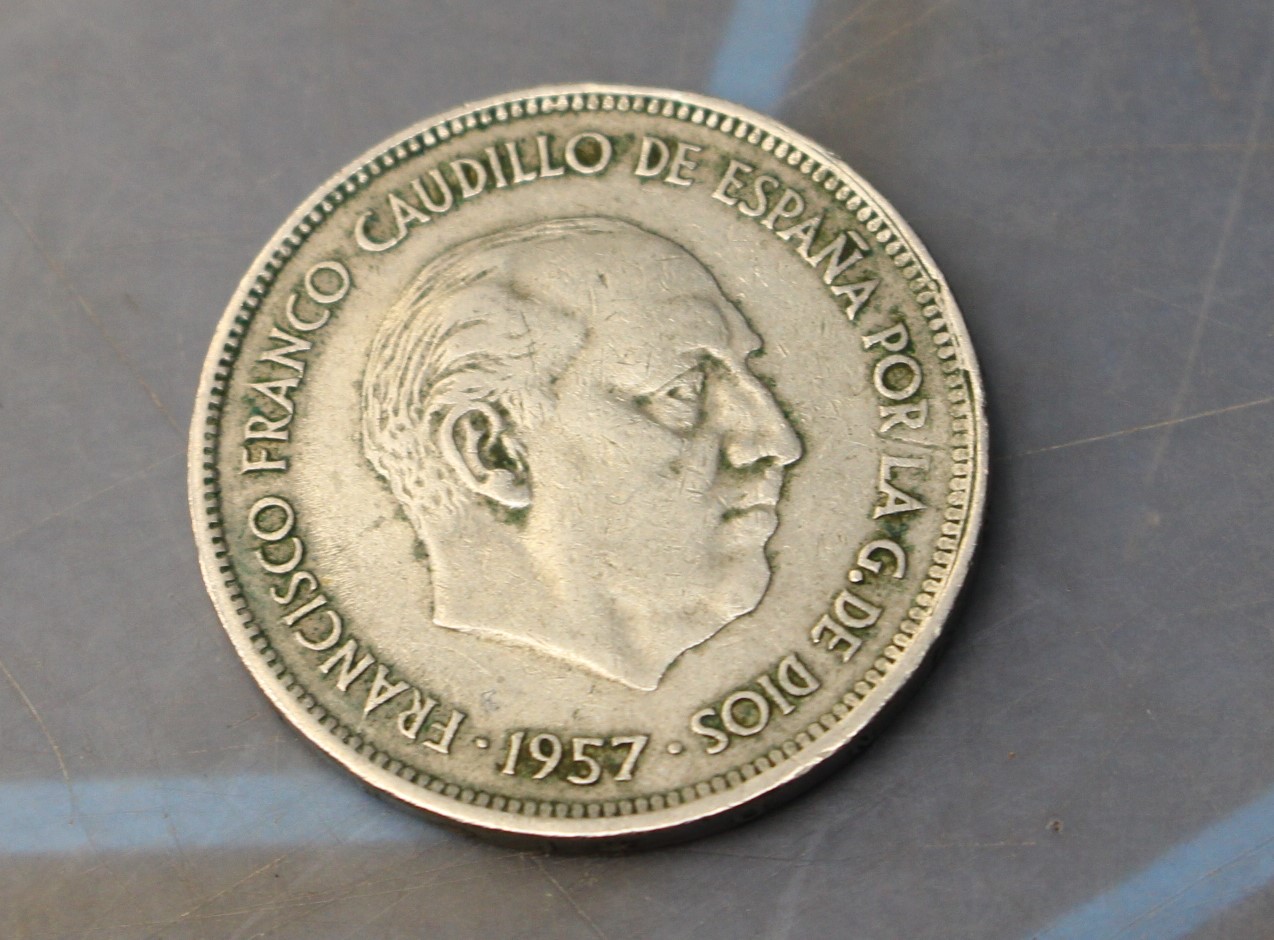 FRANCISCO FRANCO CAUDILLO DE ESPAÑA POR/LA G.DE DIOS
· 1957 ·